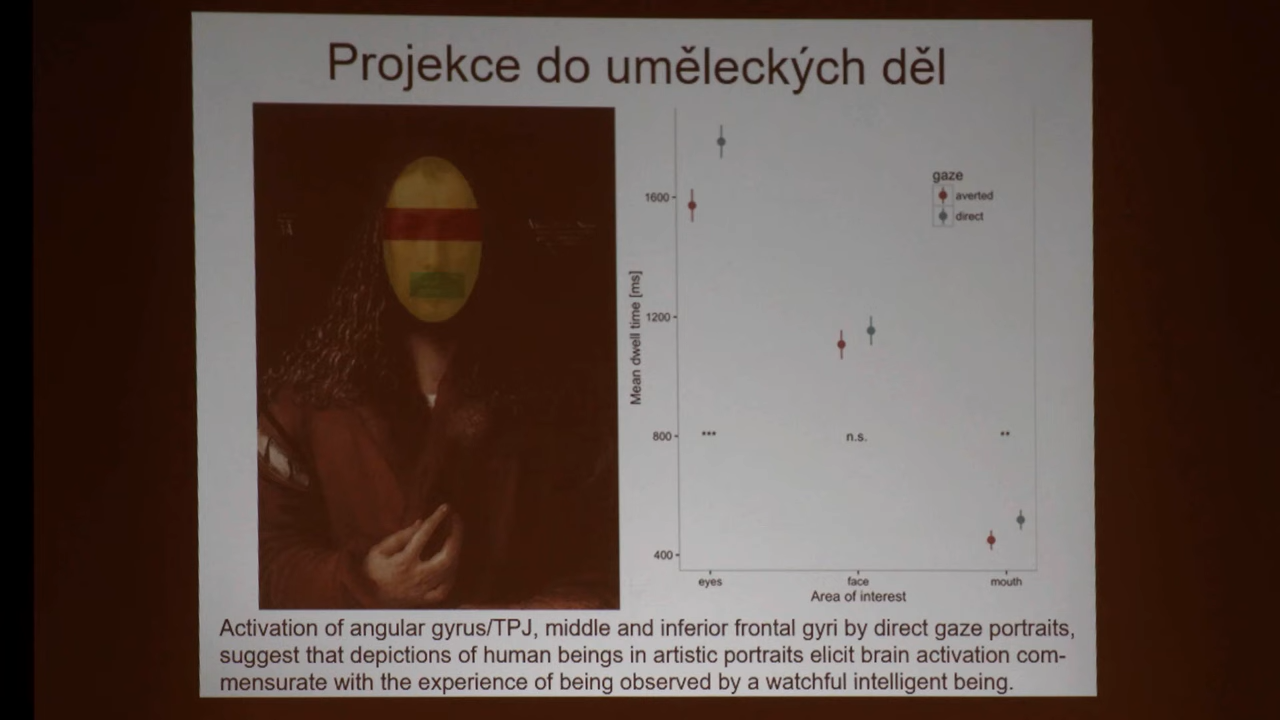 Projekce do uměleckých děl
gaze
averted
direct
1600
1200
800
400
Mean dwell time [ms]
***
n.s.
**
eyes
face
mouth
Area of interest
Activation of angular gyrus/TPJ, middle and inferior frontal gyri by direct gaze portraits,
suggest that depictions of human beings in artistic portraits elicit brain activation com-
mensurate with the experience of being observed by a watchful intelligent being.